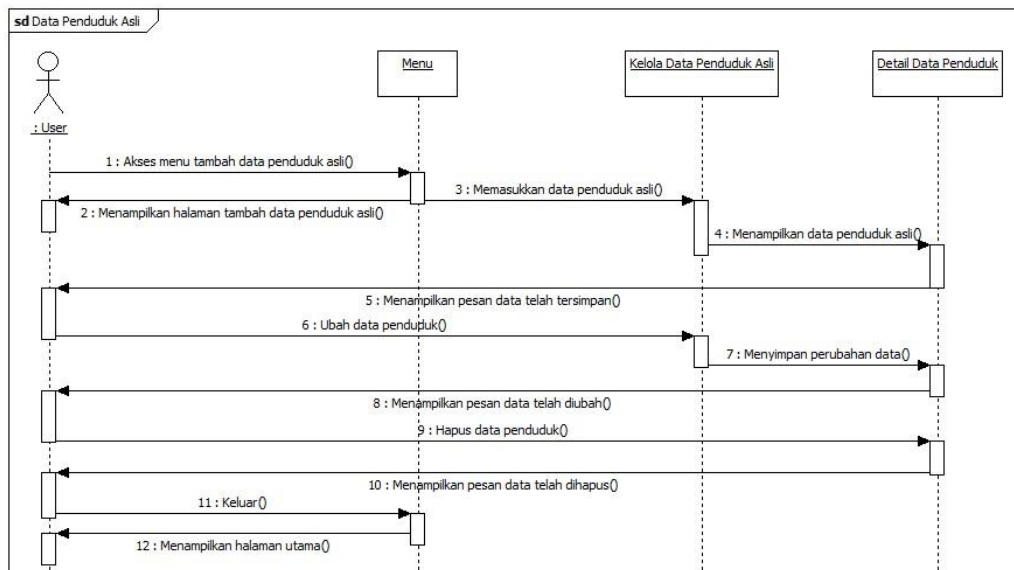 sd Data Penduduk Asli
Menu
Kelola Data Penduduk Asli
Detail Data Penduduk
: User
1 : Akses menu tambah data penduduk asli()
3 : Memasukkan data penduduk asli()
2 : Menampilkan halaman tambah data penduduk asli()
4 : Menampilkan data penduduk asli()
5 : Menampilkan pesan data telah tersimpan()
6 : Ubah data penduduk()
7 : Menyimpan perubahan data()
8 : Menampilkan pesan data telah diubah()
9 : Hapus data penduduk()
10 : Menampilkan pesan data telah dihapus()
11 : Keluar()
12 : Menampilkan halaman utama()